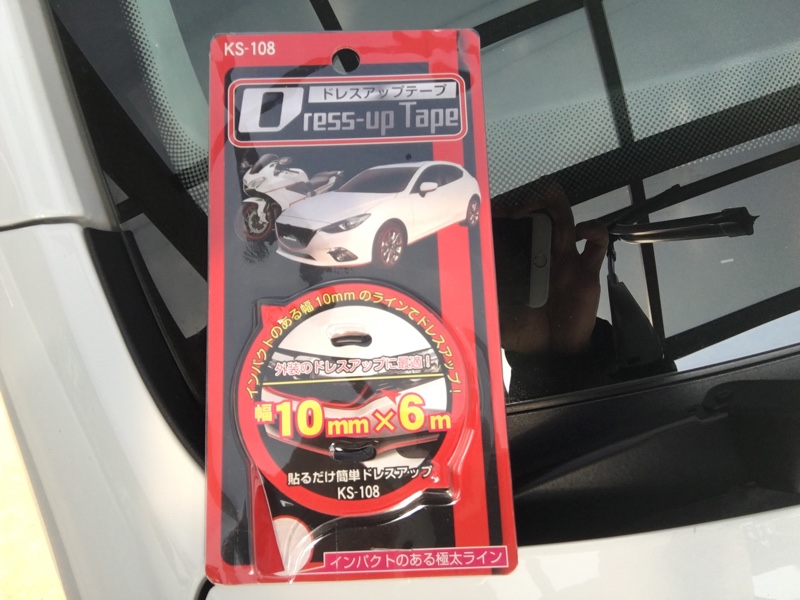 KS-108
ドレスアップテープ
Dress-up Tape
インパクトのある幅10mmのラインでドレスアップ!
外装のドレスアップに最適!
幅10mm×6m
貼るだけ簡単ドレスアップ
KS-108
インパクトのある極太ライン